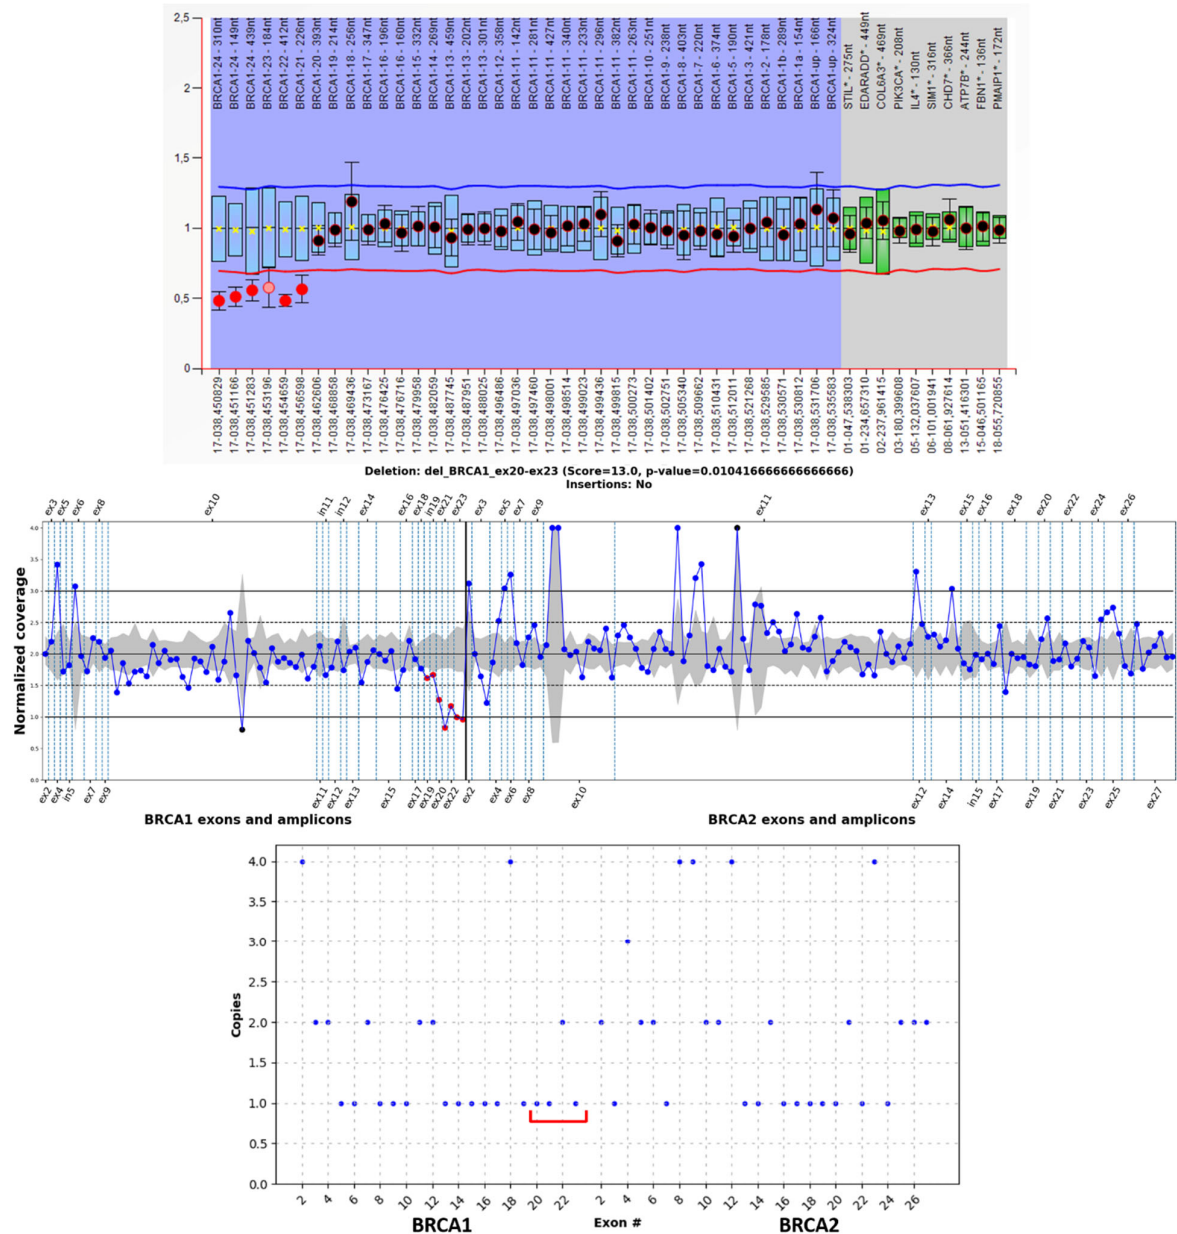 2,5
2
1,5
1
0,5
0
BRCA1-24 - 310nt
BRCA1-24 - 149nt
BRCA1-24 - 439nt
BRCA1-23 - 184nt
BRCA1-22 - 412nt
BRCA1-21 - 226nt
BRCA1-20 - 393nt
BRCA1-19 - 214nt
BRCA1-18 - 256nt
BRCA1-17 - 347nt
BRCA1-16 - 196nt
BRCA1-16 - 160nt
BRCA1-15 - 332nt
BRCA1-14 - 269nt
BRCA1-13 - 459nt
BRCA1-13 - 202nt
BRCA1-13 - 301nt
BRCA1-12 - 358nt
BRCA1-11 - 142nt
BRCA1-11 - 281nt
BRCA1-11 - 427nt
BRCA1-11 - 340nt
BRCA1-11 - 233nt
BRCA1-11 - 296nt
BRCA1-11 - 382nt
BRCA1-11 - 263nt
BRCA1-10 - 251nt
BRCA1-9 - 238nt
BRCA1-8 - 403nt
BRCA1-7 - 220nt
BRCA1-6 - 374nt
BRCA1-5 - 190nt
BRCA1-3 - 421nt
BRCA1-2 - 178nt
BRCA1-1b - 289nt
BRCA1-1a - 154nt
BRCA1-up - 166nt
BRCA1-up - 324nt
STIL* - 275nt
EDARADD* - 449nt
COL6A3* - 469nt
PIK3CA* - 208nt
IL4* - 130nt
SIM1* - 316nt
CHD7* - 366nt
ATP7B* - 244nt
FBN1* - 136nt
PMAIP1* - 172nt
17-038,450829
17-038,451166
17-038,451283
17-038,453196
17-038,454659
17-038,456598
17-038,462606
17-038,468858
17-038,469436
17-038,473167
17-038,476425
17-038,476716
17-038,479958
17-038,482059
17-038,487745
17-038,487951
17-038,488025
17-038,496486
17-038,497036
17-038,497460
17-038,498001
17-038,498514
17-038,499023
17-038,499436
17-038,499815
17-038,500273
17-038,501402
17-038,502751
17-038,505340
17-038,509662
17-038,510431
17-038,512011
17-038,521268
17-038,529585
17-038,530571
17-038,530812
17-038,531706
17-038,535583
01-047,538303
01-234,657310
02-237,961415
03-180,399608
05-132,037607
06-101,001941
08-061,927614
13-051,416301
15-046,501165
18-055,720855
Deletion: del_BRCA1_ex20-ex23 (Score=13.0, p-value=0.010416666666666666)
Insertions: No
ex3 ex5 ex6 ex8 ex10 in11 in12 ex14 ex16 ex18 in19 ex21 ex23 ex3 ex5 ex7 ex9 ex11 ex13 ex15 ex16 ex18 ex20 ex22 ex24 ex26
Normalized coverage
4.0
3.5
3.0
2.5
2.0
1.5
1.0
0.5
0.0
ex2 ex4 in5 ex7 ex9 ex11 ex12 ex13 ex15 ex17 ex19 ex20 ex22 ex2 ex4 ex6 ex8 ex10 ex12 ex14 in15 ex17 ex19 ex21 ex23 ex25 ex27
BRCA1 exons and amplicons BRCA2 exons and amplicons
Copies
4.0
3.5
3.0
2.5
2.0
1.5
1.0
0.5
0.0
2 4 6 8 10 12 14 16 18 20 22 2 4 6 8 10 12 14 16 18 20 22 24 26
BRCA1 Exon # BRCA2